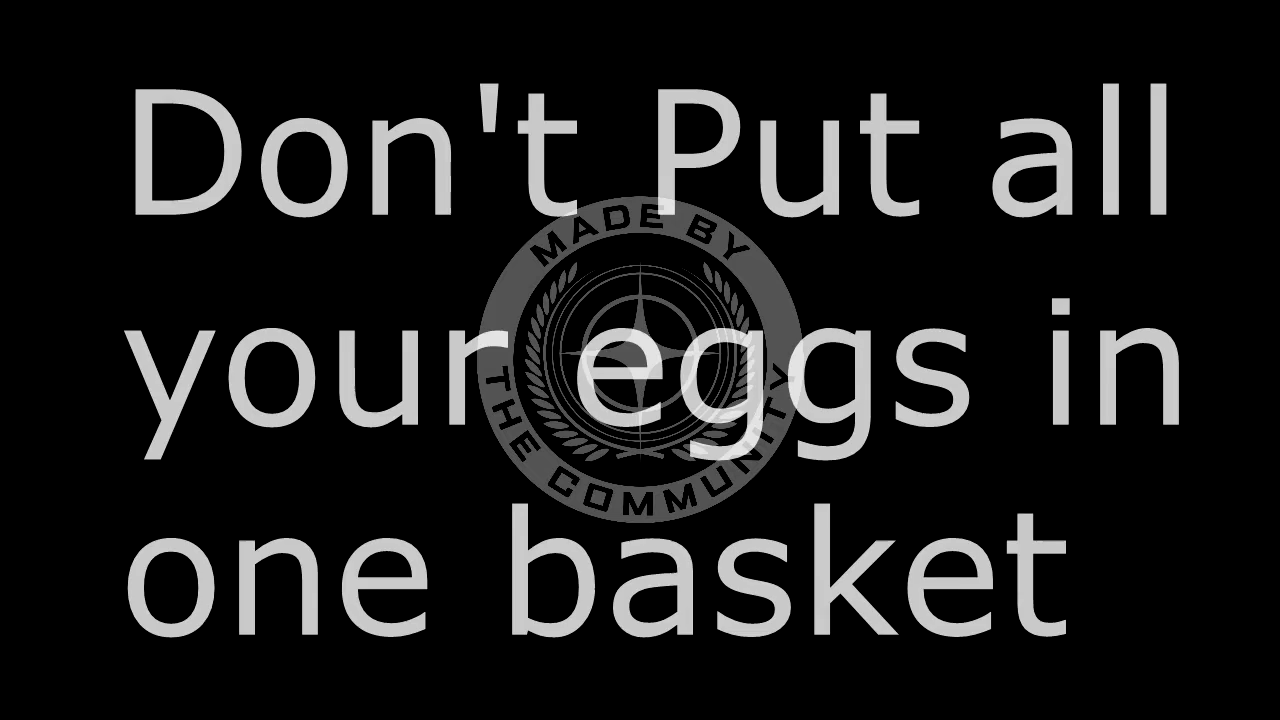 Don't Put all
your eggs in
one basket
MADE BY
THE COMMUNITY